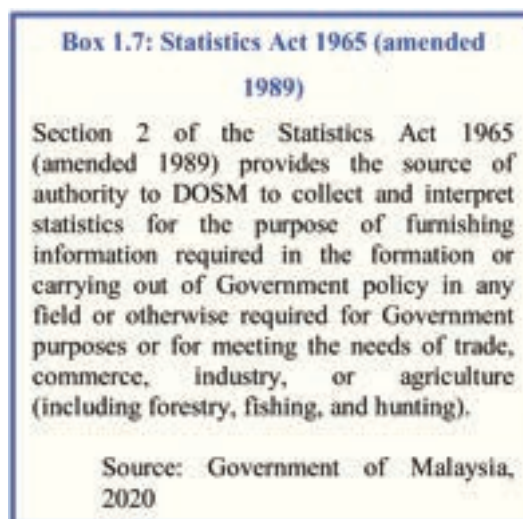 Box 1.7: Statistics Act 1965 (amended
1989)
Section 2 of the Statistics Act 1965
(amended 1989) provides the source of
authority to DOSM to collect and interpret
statistics for the purpose of furnishing
information required in the formation or
carrying out of Government policy in any
field or otherwise required for Government
purposes or for meeting the needs of trade,
commerce, industry, or agriculture
(including forestry, fishing, and hunting).
Source: Government of Malaysia,
2020